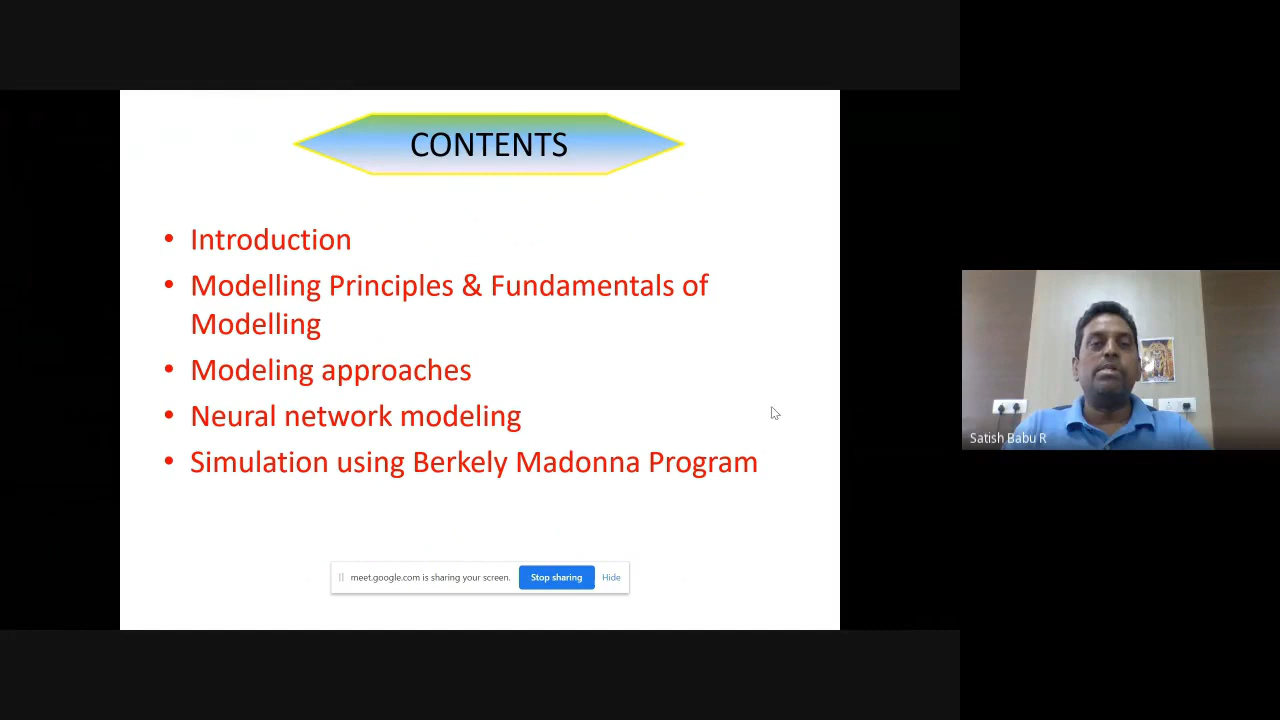 CONTENTS
• Introduction
• Modelling Principles & Fundamentals of
Modelling
• Modeling approaches
• Neural network modeling
• Simulation using Berkely Madonna Program
meet.google.com is sharing your screen.
Stop sharing
Hide
Satish Babu R